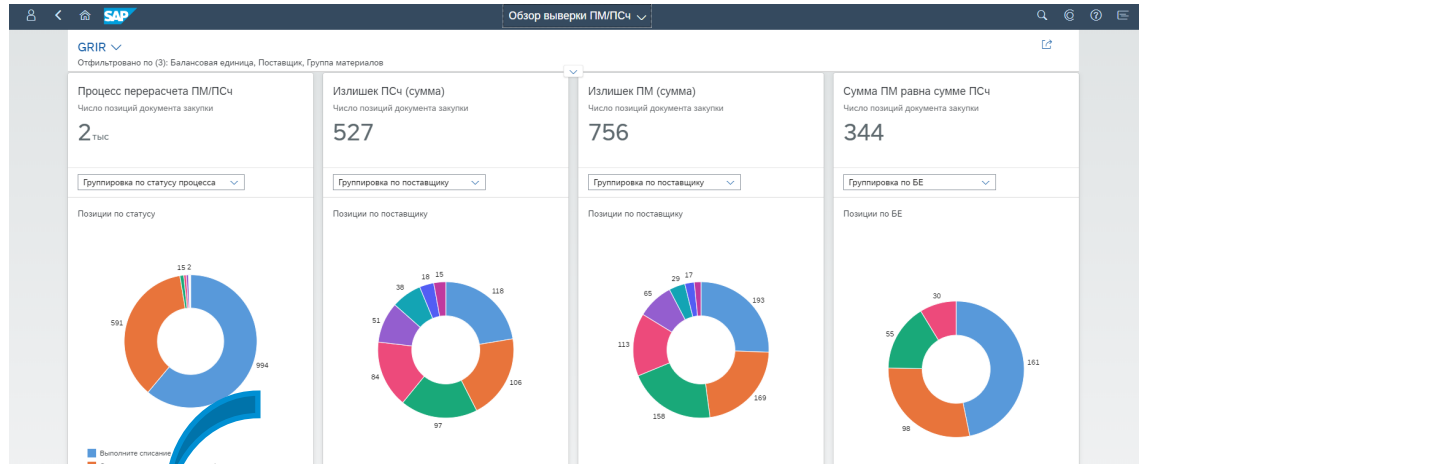 SAP
Обзор выверки ПМ/ПСч
GRIR
Отфильтровано по (3): Балансовая единица, Поставщик, Группа материалов
Процесс перерасчета ПМ/ПСч
Число позиций документа закупки
2 тыс
Группировка по статусу процесса
Позиции по статусу
15 2
591
994
Выполните списание
Излишек ПСч (сумма)
Число позиций документа закупки
527
Группировка по поставщику
Позиции по поставщику
18 15
38
118
51
84
106
97
Излишек ПМ (сумма)
Число позиций документа закупки
756
Группировка по поставщику
Позиции по поставщику
29 17
65
193
113
169
158
Сумма ПМ равна сумме ПСч
Число позиций документа закупки
344
Группировка по БЕ
Позиции по БЕ
30
55
161
98